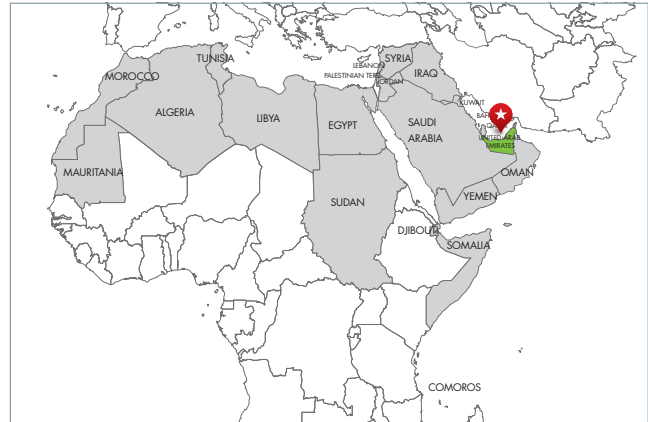 TUNISIA
SYRIA
LEBANON
MOROCCO
PALESTINIAN TERR
IRAQ
JORDAN
KUWAIT
ALGERIA
LIBYA
EGYPT
SAUDI
ARABIA
BAH
UNITED ARAB
EMIRATES
MAURITANIA
OMAN
YEMEN
SUDAN
DJIBOUTI
SOMALIA
COMOROS